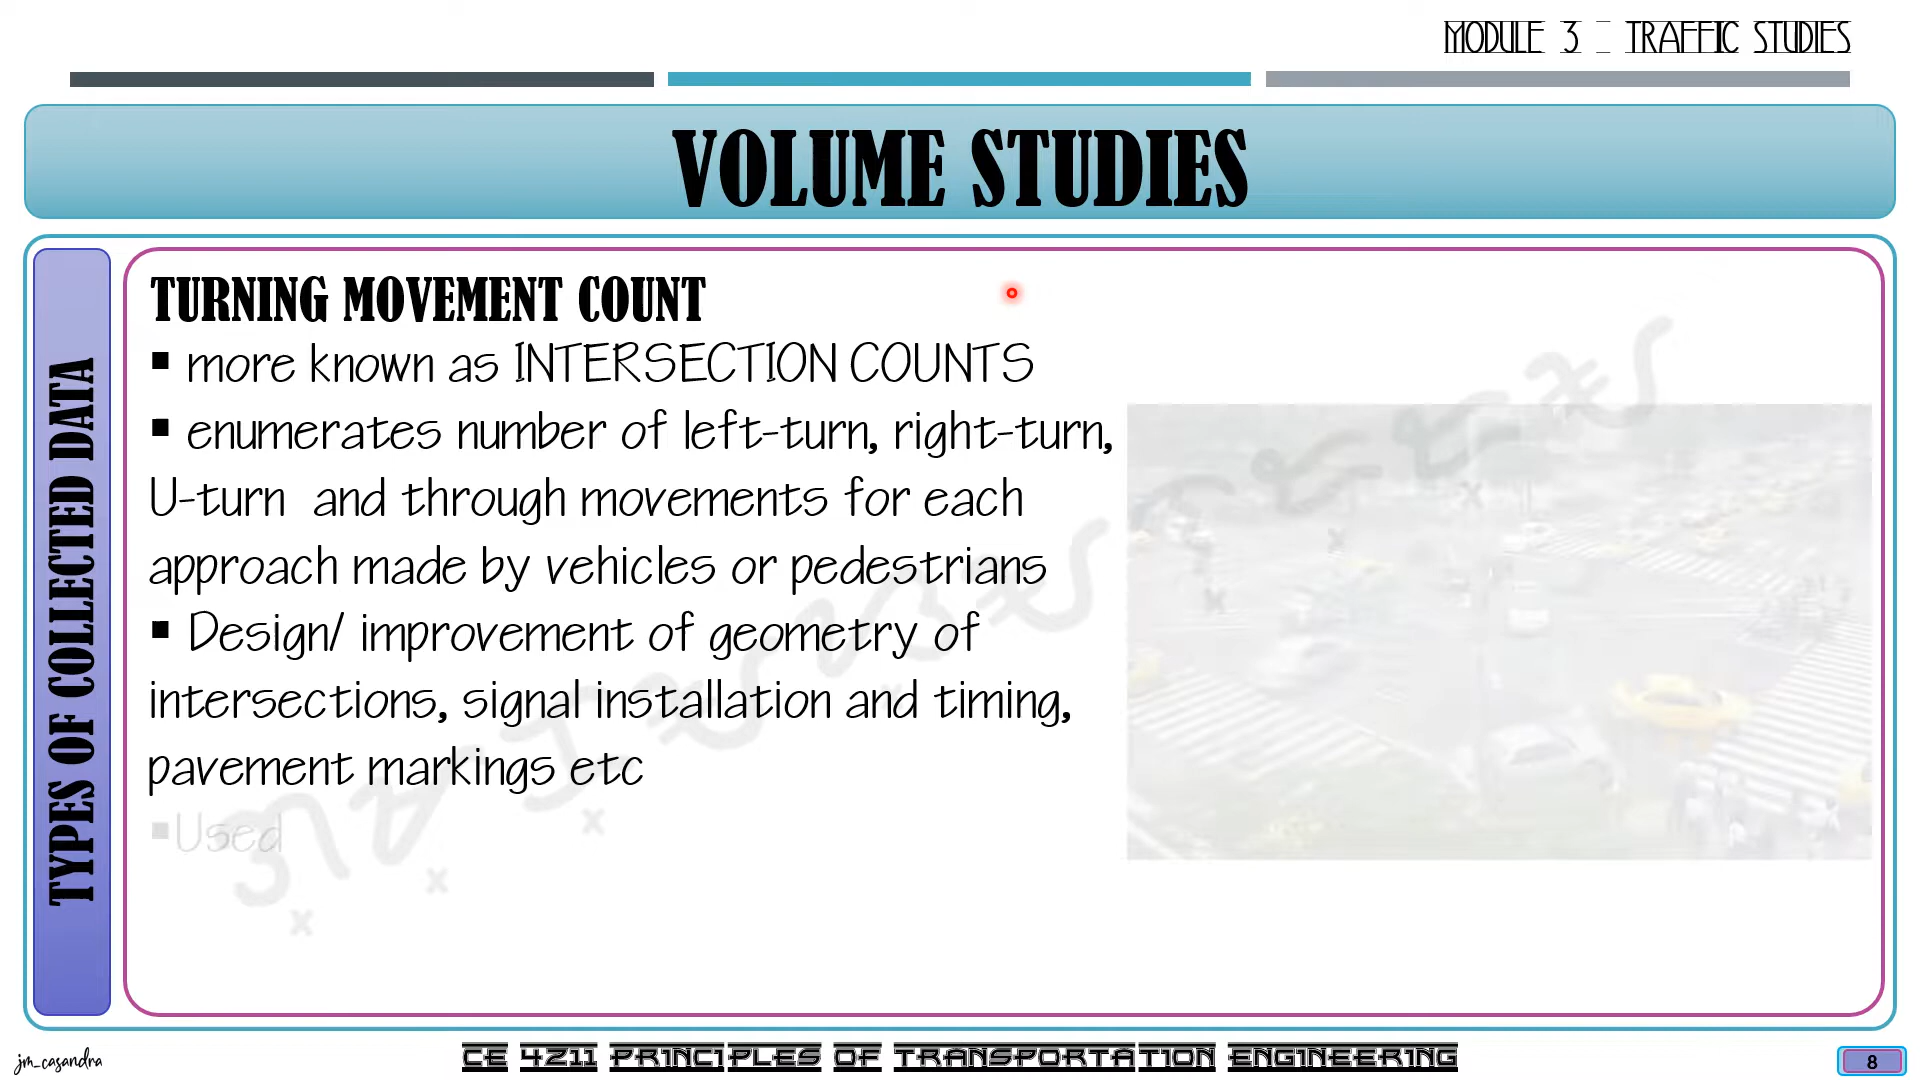 MODULE 3 - TRAFFIC STUDIES
VOLUME STUDIES
TYPES OF COLLECTED DATA
TURNING MOVEMENT COUNT
▪ more known as INTERSECTION COUNTS
▪ enumerates number of left-turn, right-turn,
U-turn and through movements for each
approach made by vehicles or pedestrians
▪ Design/ improvement of geometry of
intersections, signal installation and timing,
pavement markings etc
▪ Used
jm_casandra
CE 4211 PRINCIPLES OF TRANSPORTATION ENGINEERING
8